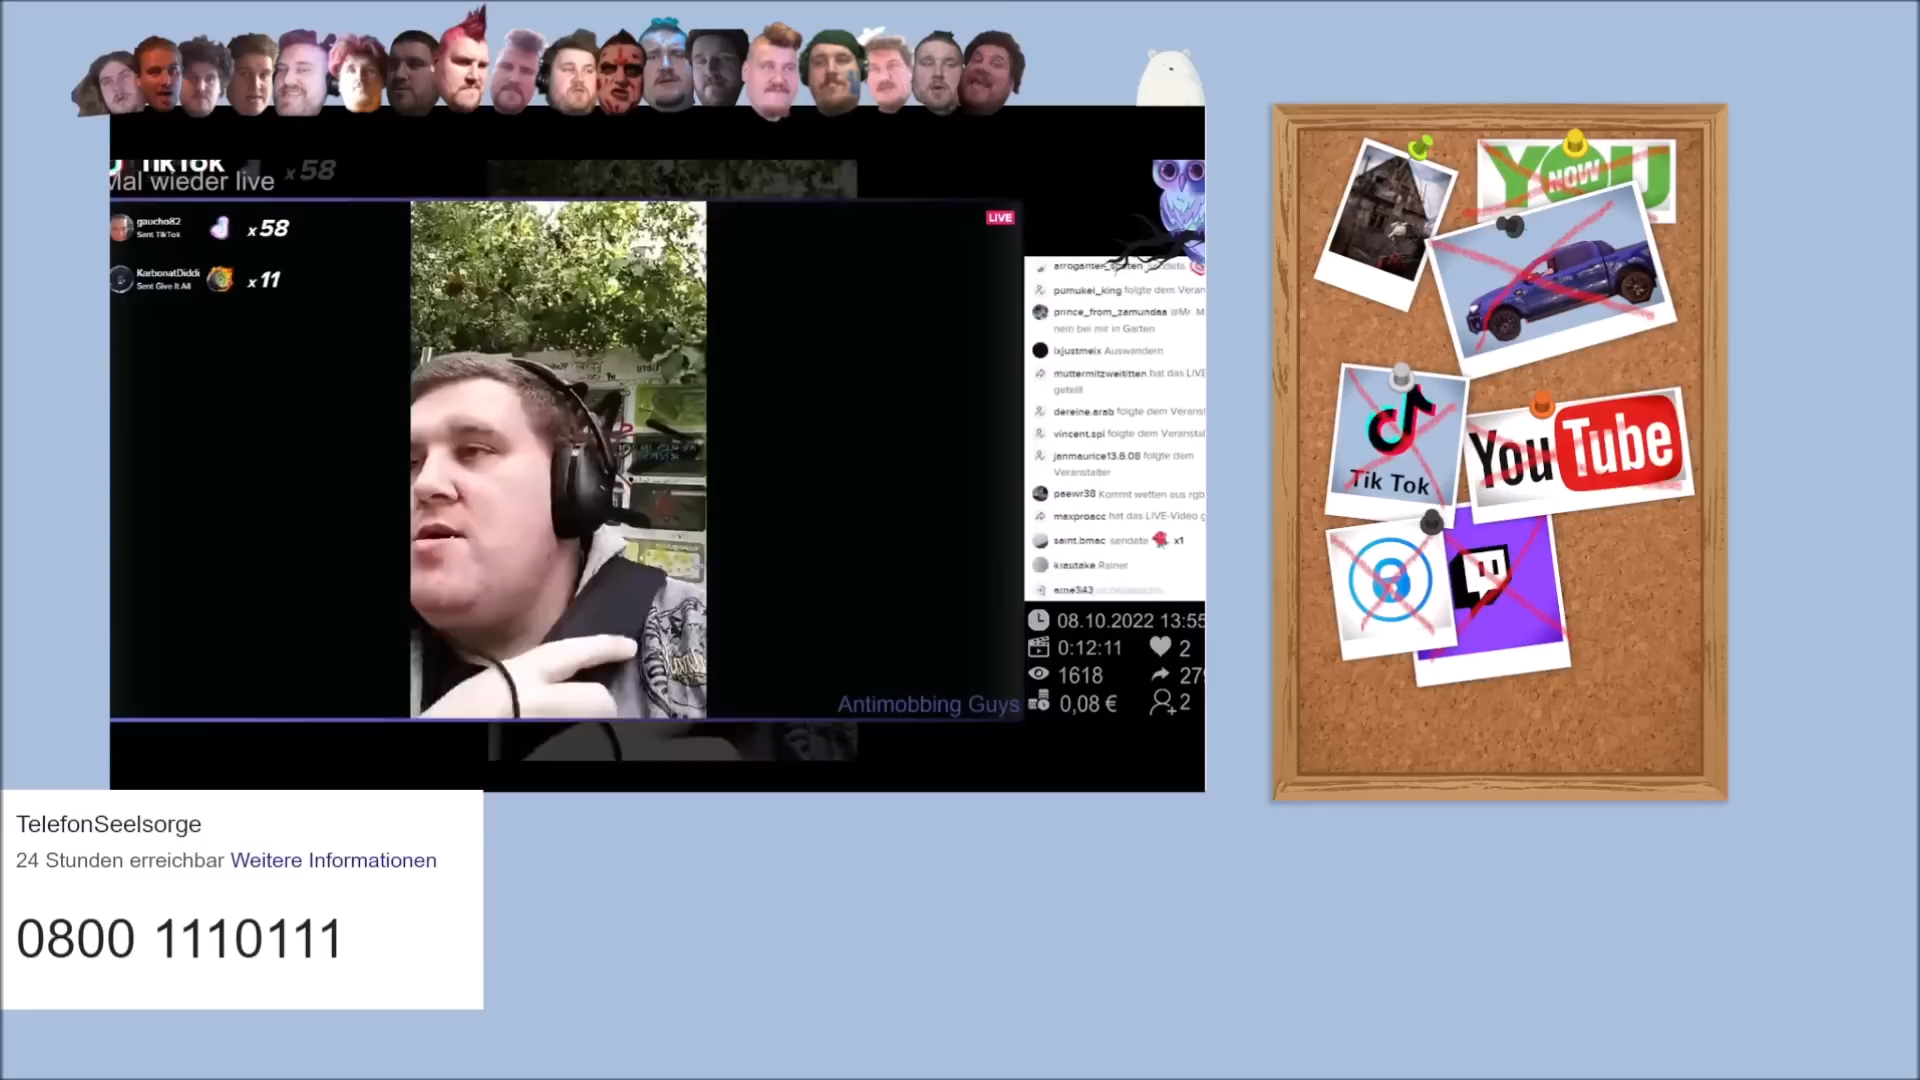 TikTok
x58
Mal wieder live
gaucho82
Sent TikTok
x58
KarbonatDiddi
Sent Give It All
x11
LIVE
pumukel_king folgte dem Veran
prince_from_zamundaa @Mr M
nein bei mir in Garten
ixjustmeix Auswandern
muttermitzweititten hat das LIVE
geteilt
dereine.arab folgte dem Veranst
vincent.spi folgte dem Veranstal
janmaurice13.6.08 folgte dem
Veranstalter
paewr38 Kommt wetten aus rgb
maxproacc hat das LIVE-Video g
saint.bmac sendete x1
krautake Rainer
08.10.2022 13:55
0:12:11
2
1618
279
0,08 €
2
Antimobbing Guys
YOU
NOW
Tik Tok
YouTube
TelefonSeelsorge
24 Stunden erreichbar Weitere Informationen
0800 1110111